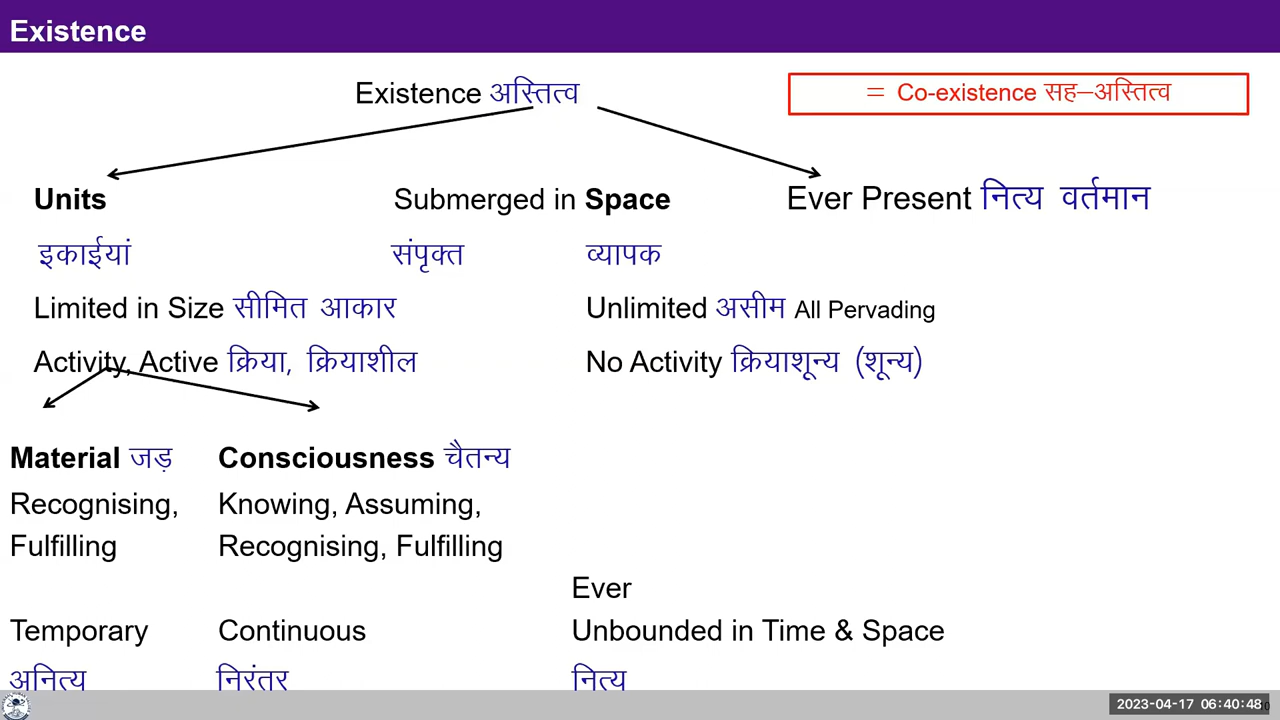 Existence
Existence अस्तित्व
= Co-existence सह–अस्तित्व
Units Submerged in Space Ever Present नित्य वर्तमान
इकाईयां संपृक्त व्यापक
Limited in Size सीमित आकार Unlimited असीम All Pervading
Activity, Active क्रिया, क्रियाशील No Activity क्रियाशून्य (शून्य)
Material जड़ Consciousness चैतन्य
Recognising, Knowing, Assuming,
Fulfilling Recognising, Fulfilling
Ever
Temporary Continuous Unbounded in Time & Space
अनित्य निरंतर नित्य
2023-04-17 06:40:48